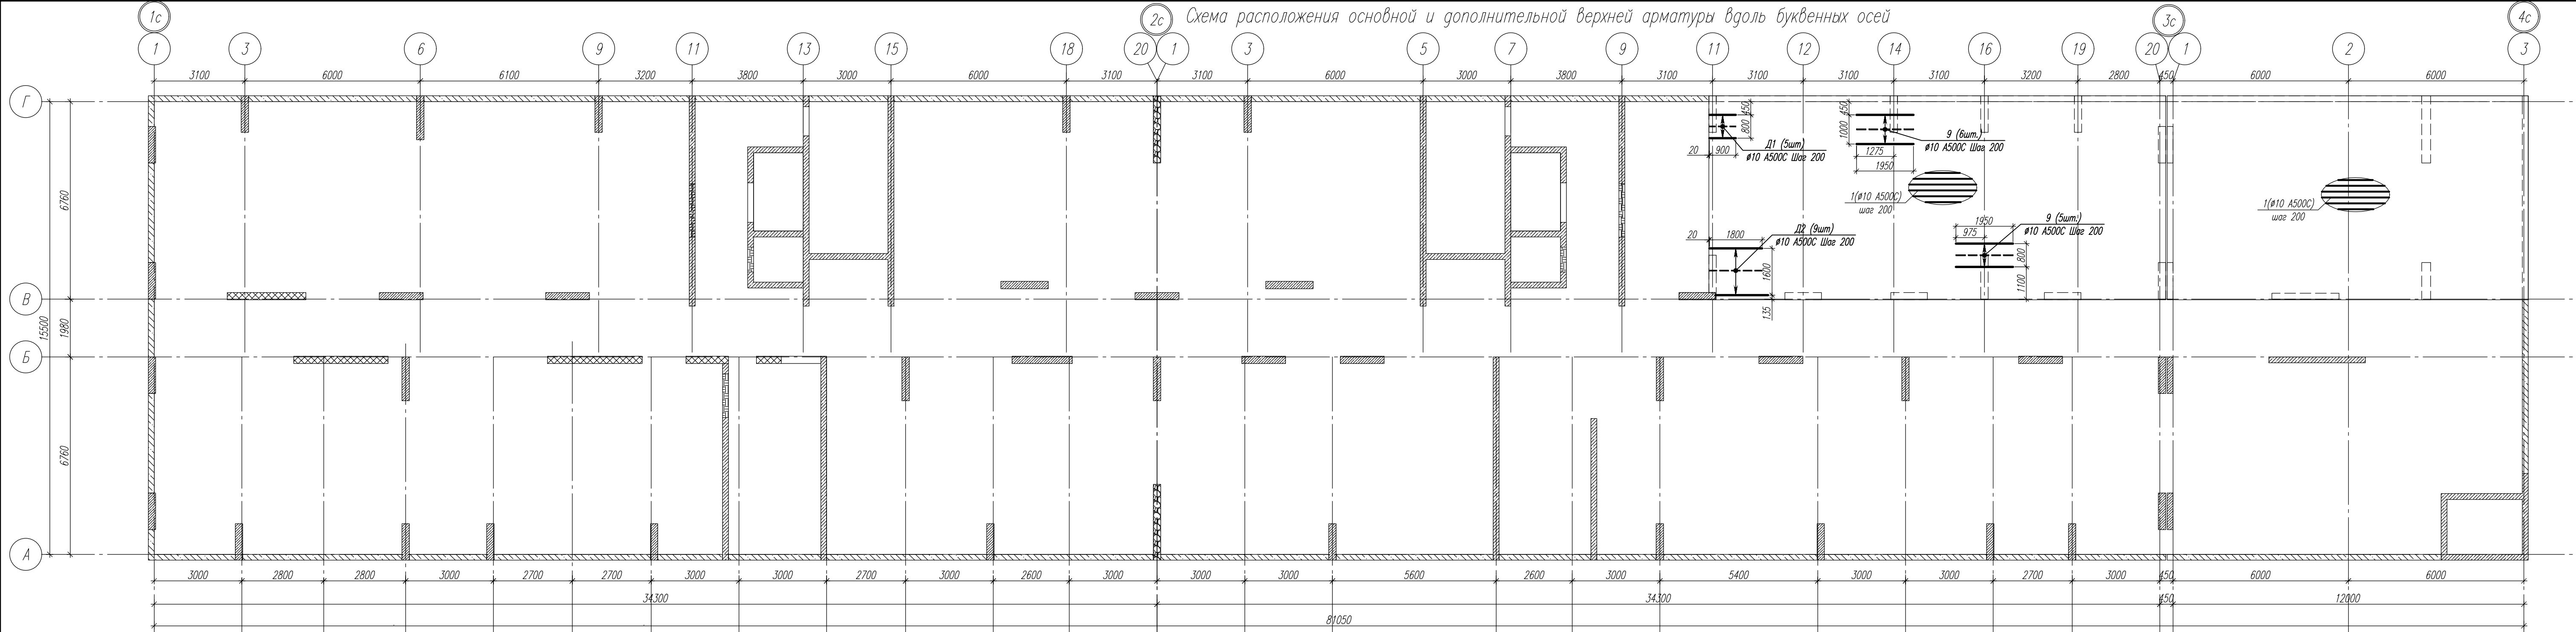 Схема расположения основной и дополнительной верхней арматуры вдоль буквенных осей
1с 2с 3с 4с
1 3 6 9 11 13 15 18 20 1 3 5 7 9 11 12 14 16 19 20 1 2 3
3100 6000 6100 3200 3800 3000 6000 3100 3100 6000 3000 3800 3100 3100 3100 3100 3200 2800 450 6000 6000
Г
450
800
Д1 (5шт)
ø10 А500С Шаг 200
20 900
450
1000
9 (6шт.)
ø10 А500С Шаг 200
1275
1950
1(ø10 А500С)
шаг 200
1(ø10 А500С)
шаг 200
6760
1950
975
9 (5шт.)
ø10 А500С Шаг 200
800
1100
20 1800
Д2 (9шт)
ø10 А500С Шаг 200
1600
135
В
15500
1980
Б
6760
А
3000 2800 2800 3000 2700 2700 3000 3000 2700 3000 2600 3000 3000 3000 5600 2600 3000 5400 3000 3000 2700 3000 450 6000 6000
34300 34300 450 12000
81050